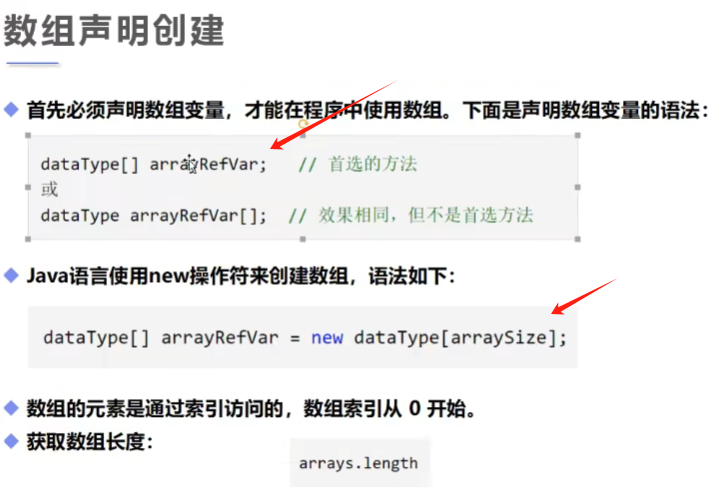 数组声明创建
首先必须声明数组变量，才能在程序中使用数组。下面是声明数组变量的语法：
dataType[] arrayRefVar;   // 首选的方法
或
dataType arrayRefVar[];  // 效果相同，但不是首选方法
Java语言使用new操作符来创建数组，语法如下：
dataType[] arrayRefVar = new dataType[arraySize];
数组的元素是通过索引访问的，数组索引从 0 开始。
获取数组长度：
arrays.length